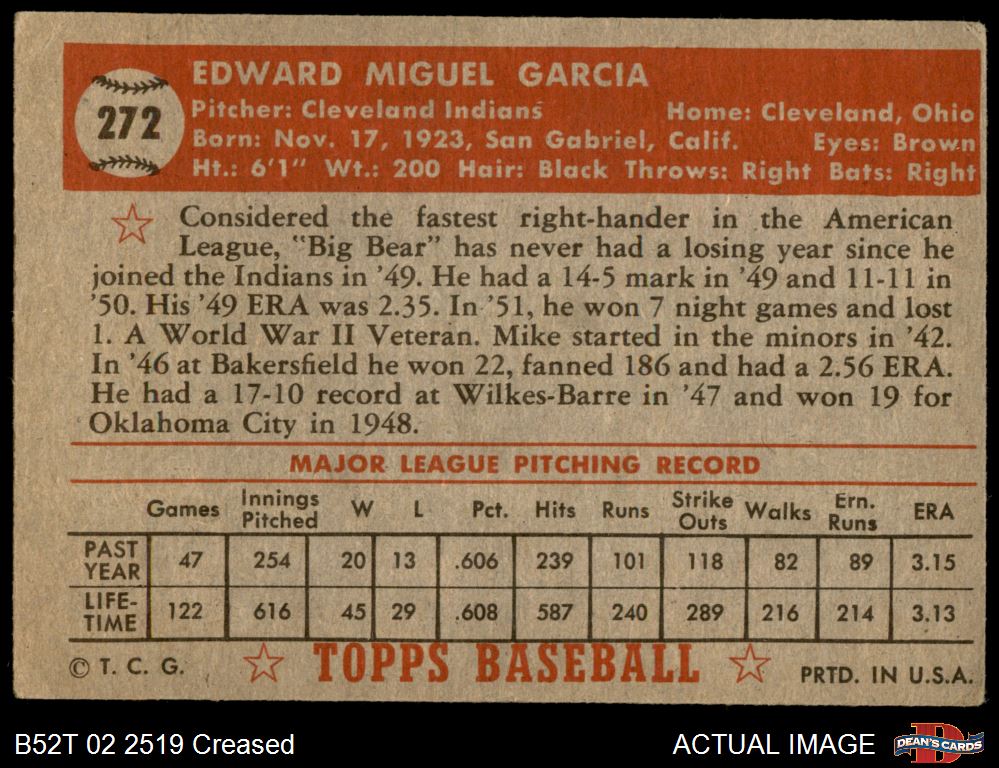 272
EDWARD MIGUEL GARCIA
Pitcher: Cleveland Indians Home: Cleveland, Ohio
Born: Nov. 17, 1923, San Gabriel, Calif. Eyes: Brown
Ht.: 6'1" Wt.: 200 Hair: Black Throws: Right Bats: Right
Considered the fastest right-hander in the American
League, "Big Bear" has never had a losing year since he
joined the Indians in '49. He had a 14-5 mark in '49 and 11-11 in
'50. His '49 ERA was 2.35. In '51, he won 7 night games and lost
1. A World War II Veteran. Mike started in the minors in '42.
In '46 at Bakersfield he won 22, fanned 186 and had a 2.56 ERA.
He had a 17-10 record at Wilkes-Barre in '47 and won 19 for
Oklahoma City in 1948.
MAJOR LEAGUE PITCHING RECORD
Games Innings Pitched W L Pct. Hits Runs Strike Outs Walks Ern. Runs ERA
PAST YEAR 47 254 20 13 .606 239 101 118 82 89 3.15
LIFE-TIME 122 616 45 29 .608 587 240 289 216 214 3.13
© T. C. G. TOPPS BASEBALL PRTD. IN U.S.A.
B52T 02 2519 Creased ACTUAL IMAGE DEAN'S CARDS